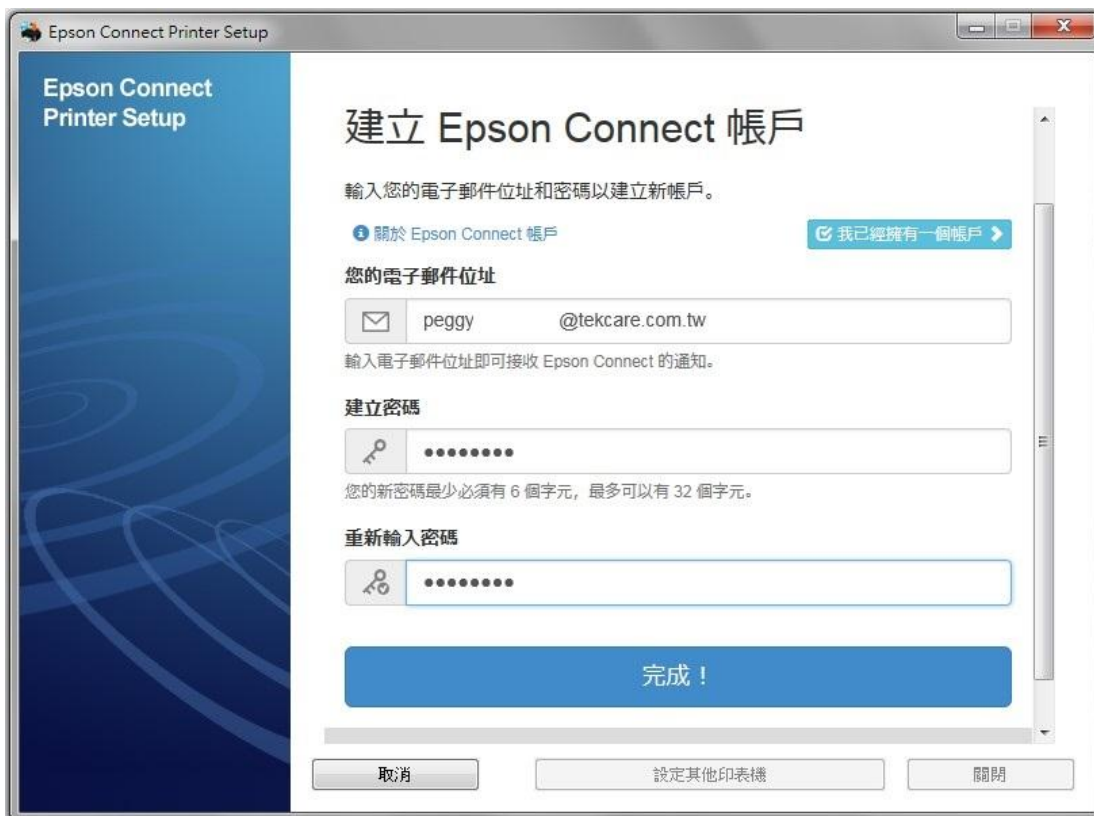 Epson Connect Printer Setup
Epson Connect
Printer Setup
建立 Epson Connect 帳戶
輸入您的電子郵件位址和密碼以建立新帳戶。
關於 Epson Connect 帳戶
我已經擁有一個帳戶
您的電子郵件位址
peggy @tekcare.com.tw
輸入電子郵件位址即可接收 Epson Connect 的通知。
建立密碼
••••••••
您的新密碼最少必須有 6 個字元，最多可以有 32 個字元。
重新輸入密碼
••••••••
完成！
取消 設定其他印表機 關閉